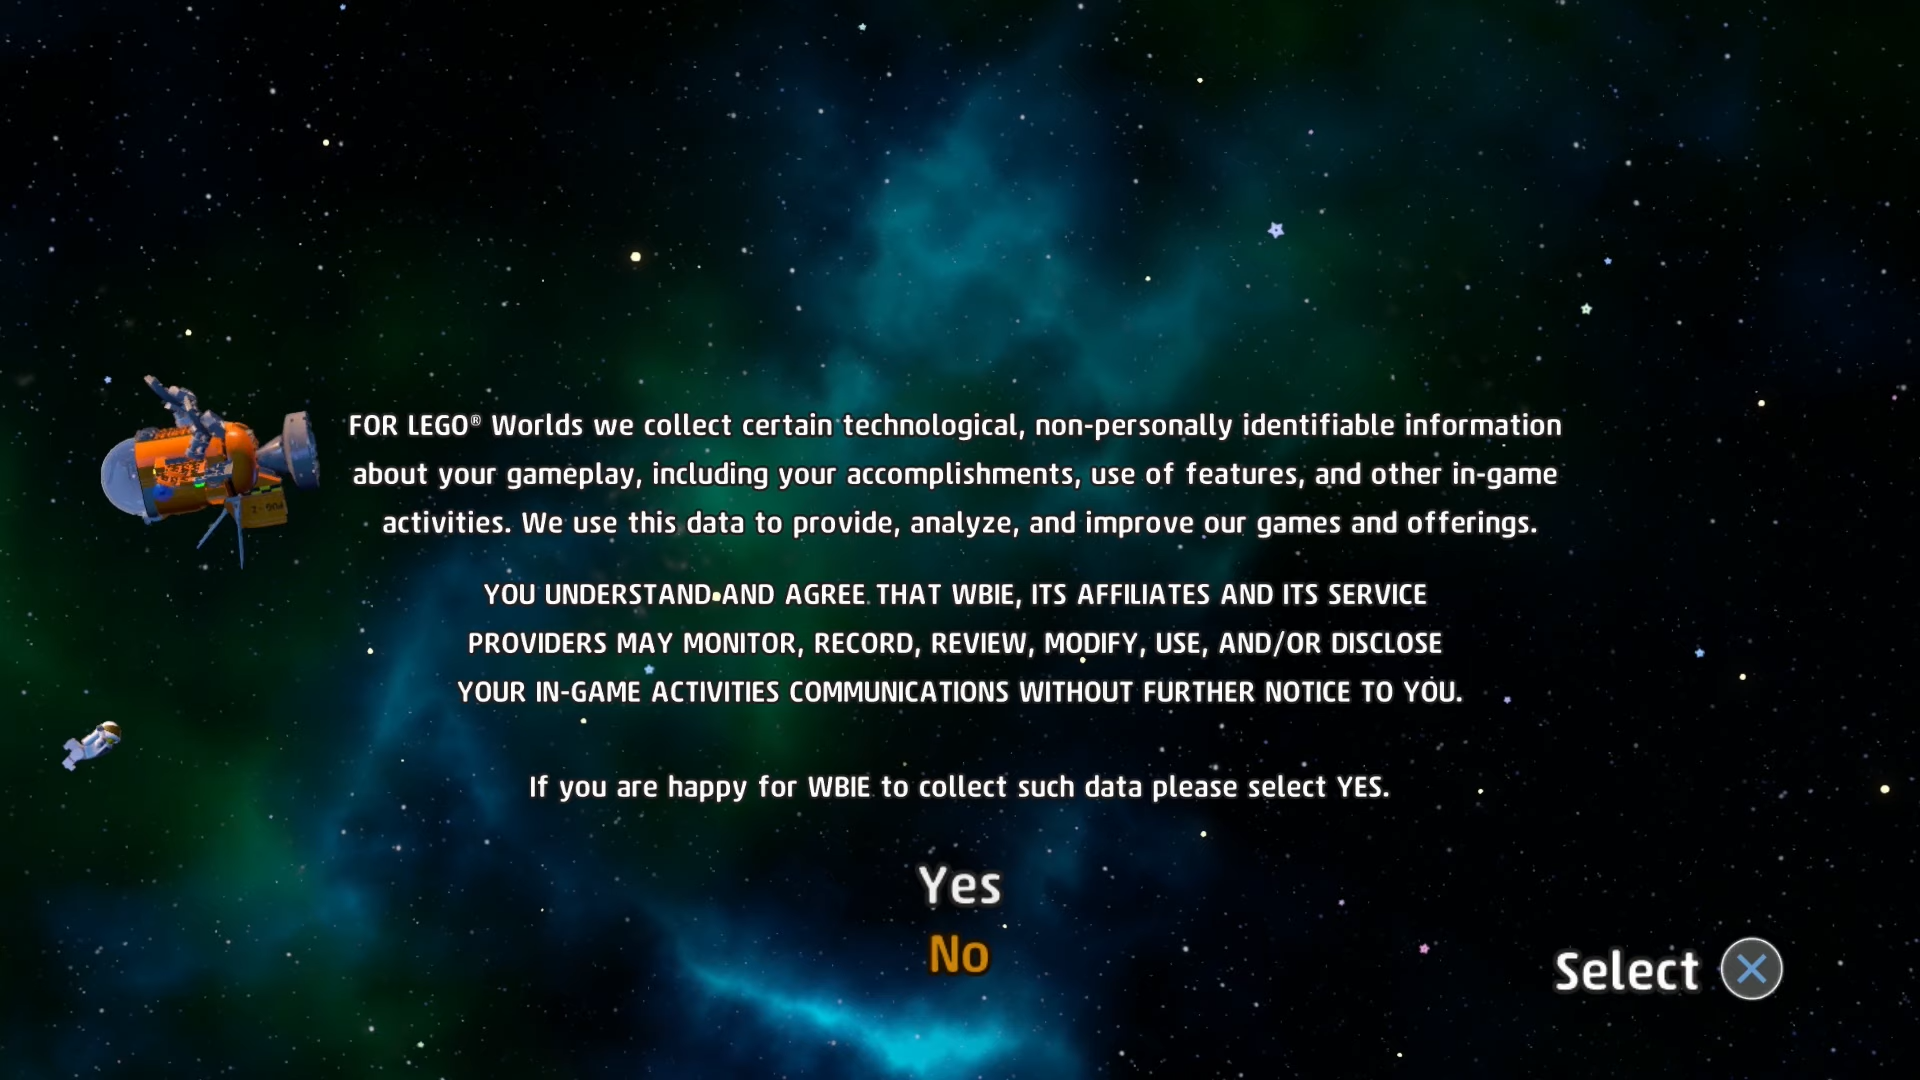 FOR LEGO® Worlds we collect certain technological, non-personally identifiable information
about your gameplay, including your accomplishments, use of features, and other in-game
activities. We use this data to provide, analyze, and improve our games and offerings.
YOU UNDERSTAND AND AGREE THAT WBIE, ITS AFFILIATES AND ITS SERVICE
PROVIDERS MAY MONITOR, RECORD, REVIEW, MODIFY, USE, AND/OR DISCLOSE
YOUR IN-GAME ACTIVITIES COMMUNICATIONS WITHOUT FURTHER NOTICE TO YOU.
If you are happy for WBIE to collect such data please select YES.
Yes
No
Select